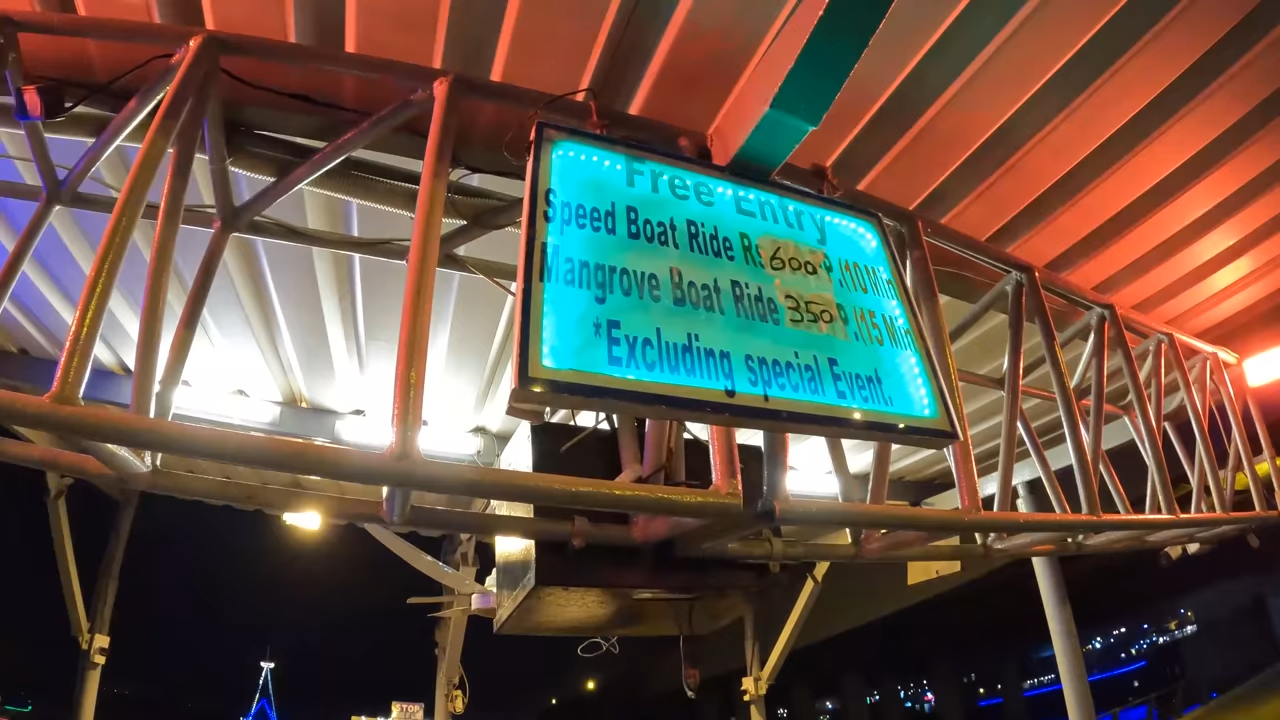 Free Entry
Speed Boat Ride Rs 600 P.(10 Min
Mangrove Boat Ride 350 P.(15 Min
*Excluding special Event.
STOP